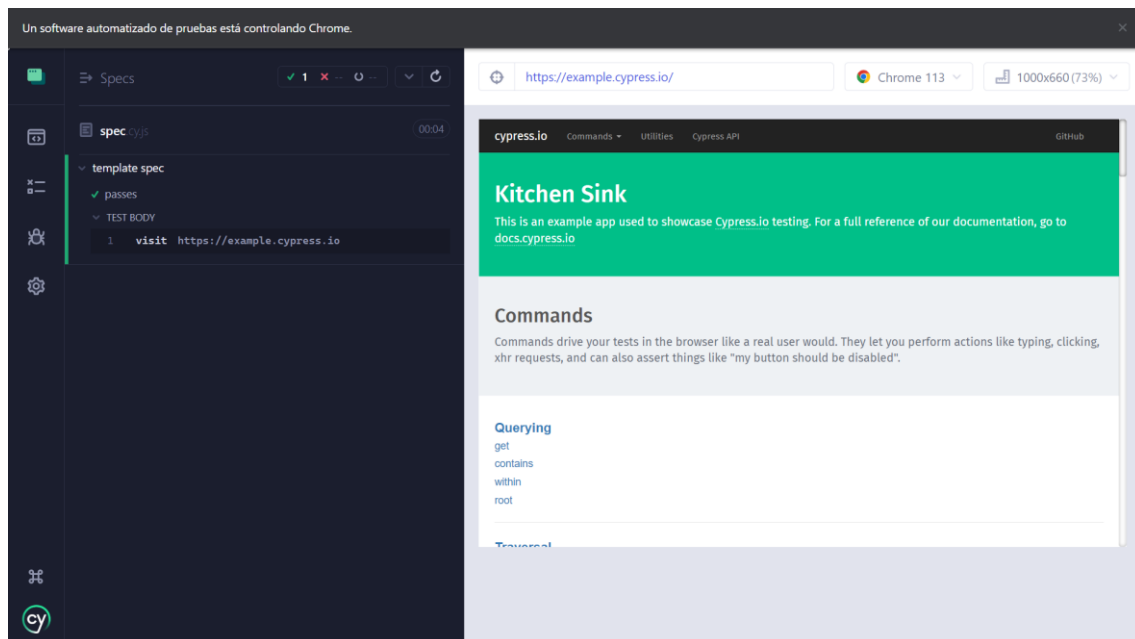 Un software automatizado de pruebas está controlando Chrome.
Specs
1 -- --
spec.cy.js 00:04
template spec
passes
TEST BODY
1 visit https://example.cypress.io
cy
https://example.cypress.io/ Chrome 113 1000x660 (73%)
cypress.io Commands Utilities Cypress API GitHub
Kitchen Sink
This is an example app used to showcase Cypress.io testing. For a full reference of our documentation, go to
docs.cypress.io
Commands
Commands drive your tests in the browser like a real user would. They let you perform actions like typing, clicking,
xhr requests, and can also assert things like "my button should be disabled".
Querying
get
contains
within
root
Traversal